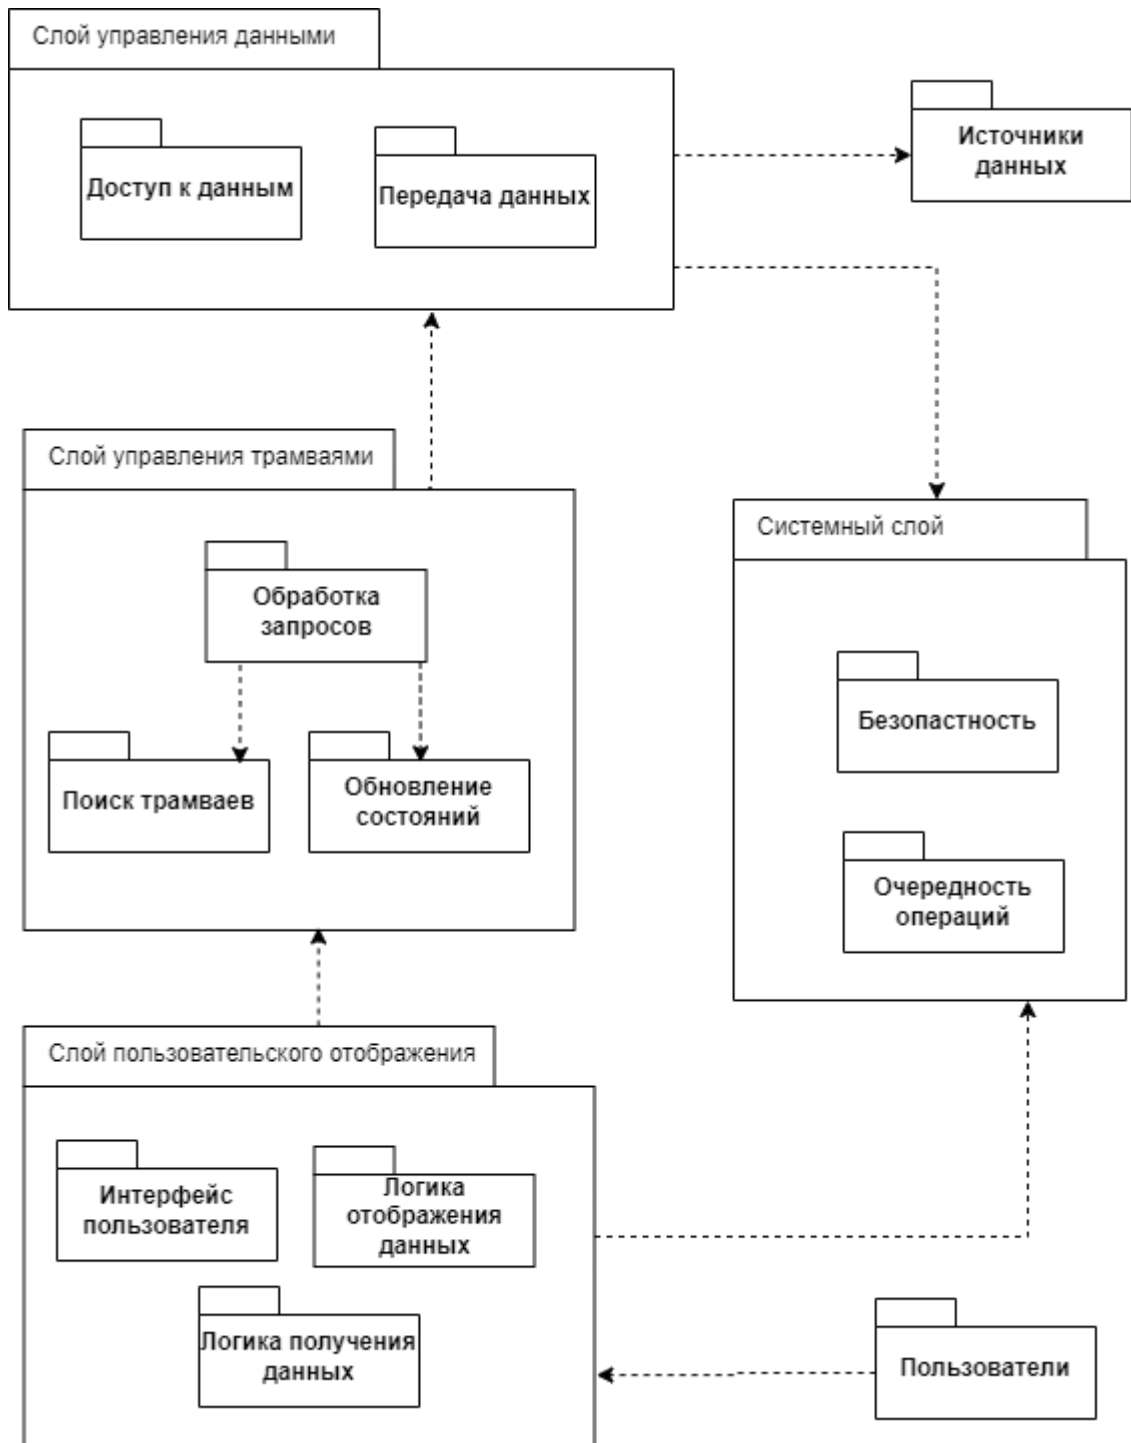 Слой управления данными
Доступ к данным
Передача данных
Источники
данных
Слой управления трамваями
Обработка
запросов
Поиск трамваев
Обновление
состояний
Системный слой
Безопастность
Очередность
операций
Слой пользовательского отображения
Интерфейс
пользователя
Логика
отображения
данных
Логика получения
данных
Пользователи